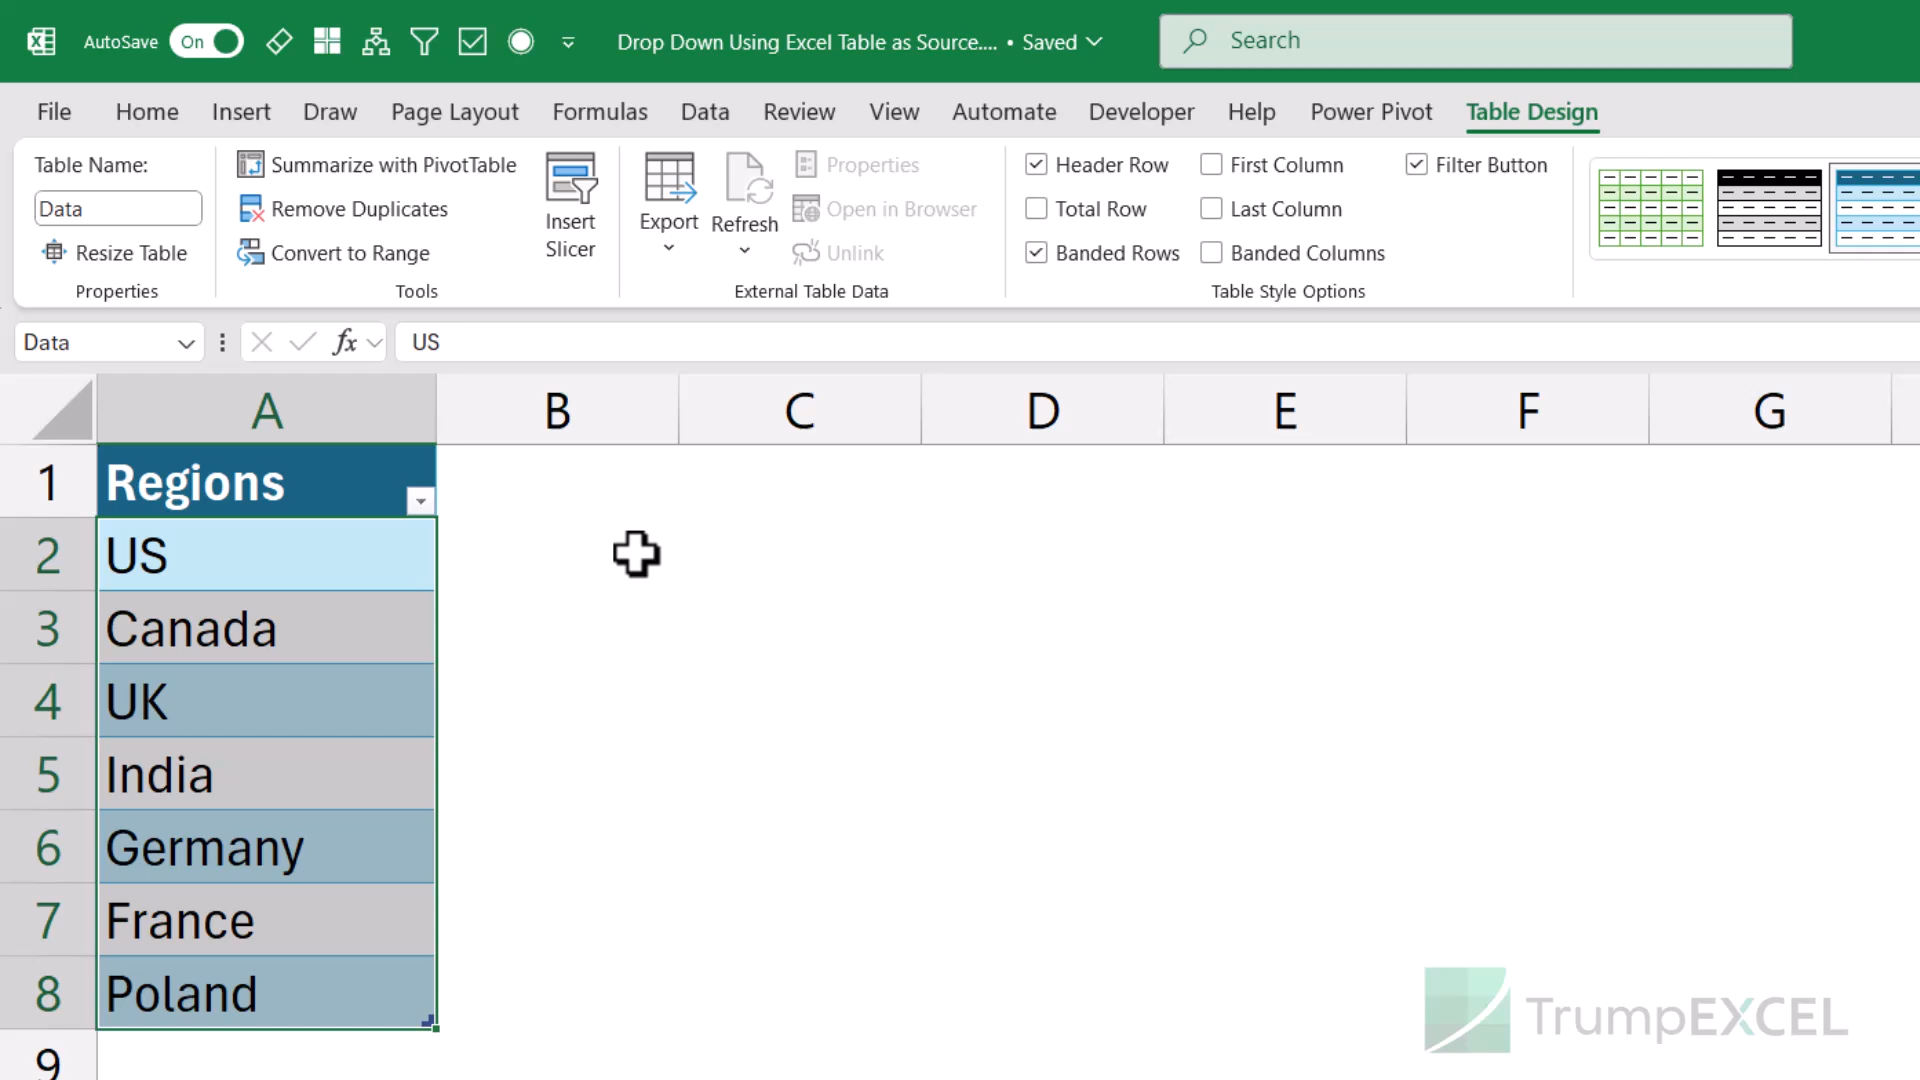 AutoSave On Drop Down Using Excel Table as Source.... • Saved Search
File Home Insert Draw Page Layout Formulas Data Review View Automate Developer Help Power Pivot Table Design
Table Name:
Data
Resize Table
Properties
Summarize with PivotTable
Remove Duplicates
Convert to Range
Tools
Insert
Slicer
Export
Refresh
Properties
Open in Browser
Unlink
External Table Data
Header Row
Total Row
Banded Rows
First Column
Last Column
Banded Columns
Filter Button
Table Style Options
Data fx US
A B C D E F G
1 Regions
2 US
3 Canada
4 UK
5 India
6 Germany
7 France
8 Poland
9
TrumpEXCEL